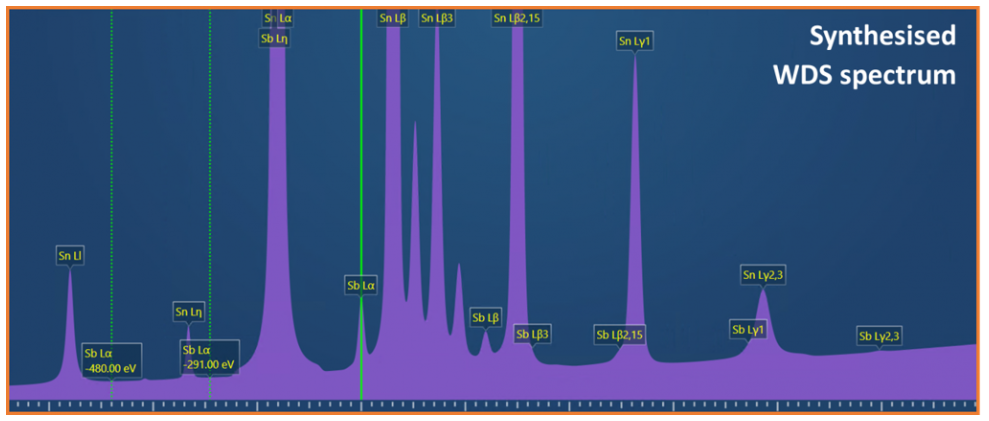 Synthesised
WDS spectrum
Sn Lα
Sb Lη
Sn Lβ
Sn Lβ3
Sn Lβ2,15
Sn Lγ1
Sn Ll
Sn Lη
Sb Lα
-480.00 eV
Sb Lα
-291.00 eV
Sb Lα
Sb Lβ
Sb Lβ3
Sb Lβ2,15
Sb Lγ1
Sn Lγ2,3
Sb Lγ2,3